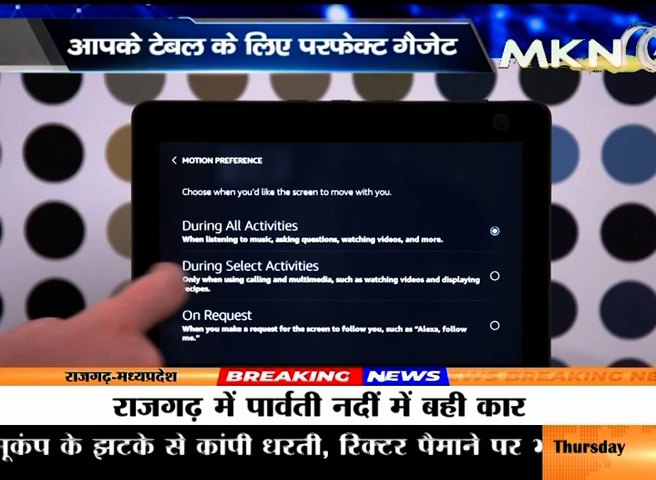 आपके टेबल के लिए परफेक्ट गैजेट
MKN
MOTION PREFERENCE
Choose when you'd like the screen to move with you.
During All Activities
When listening to music, asking questions, watching videos, and more.
During Select Activities
Only when using calling and multimedia, such as watching videos and displaying
recipes.
On Request
When you make a request for the screen to follow you, such as "Alexa, follow
me."
राजगढ़-मध्यप्रदेश
BREAKING NEWS
BREAKING NE
राजगढ़ में पार्वती नदीं में बही कार
के झटके से कांपी धरती, रिक्टर पैमाने पर
Thursday